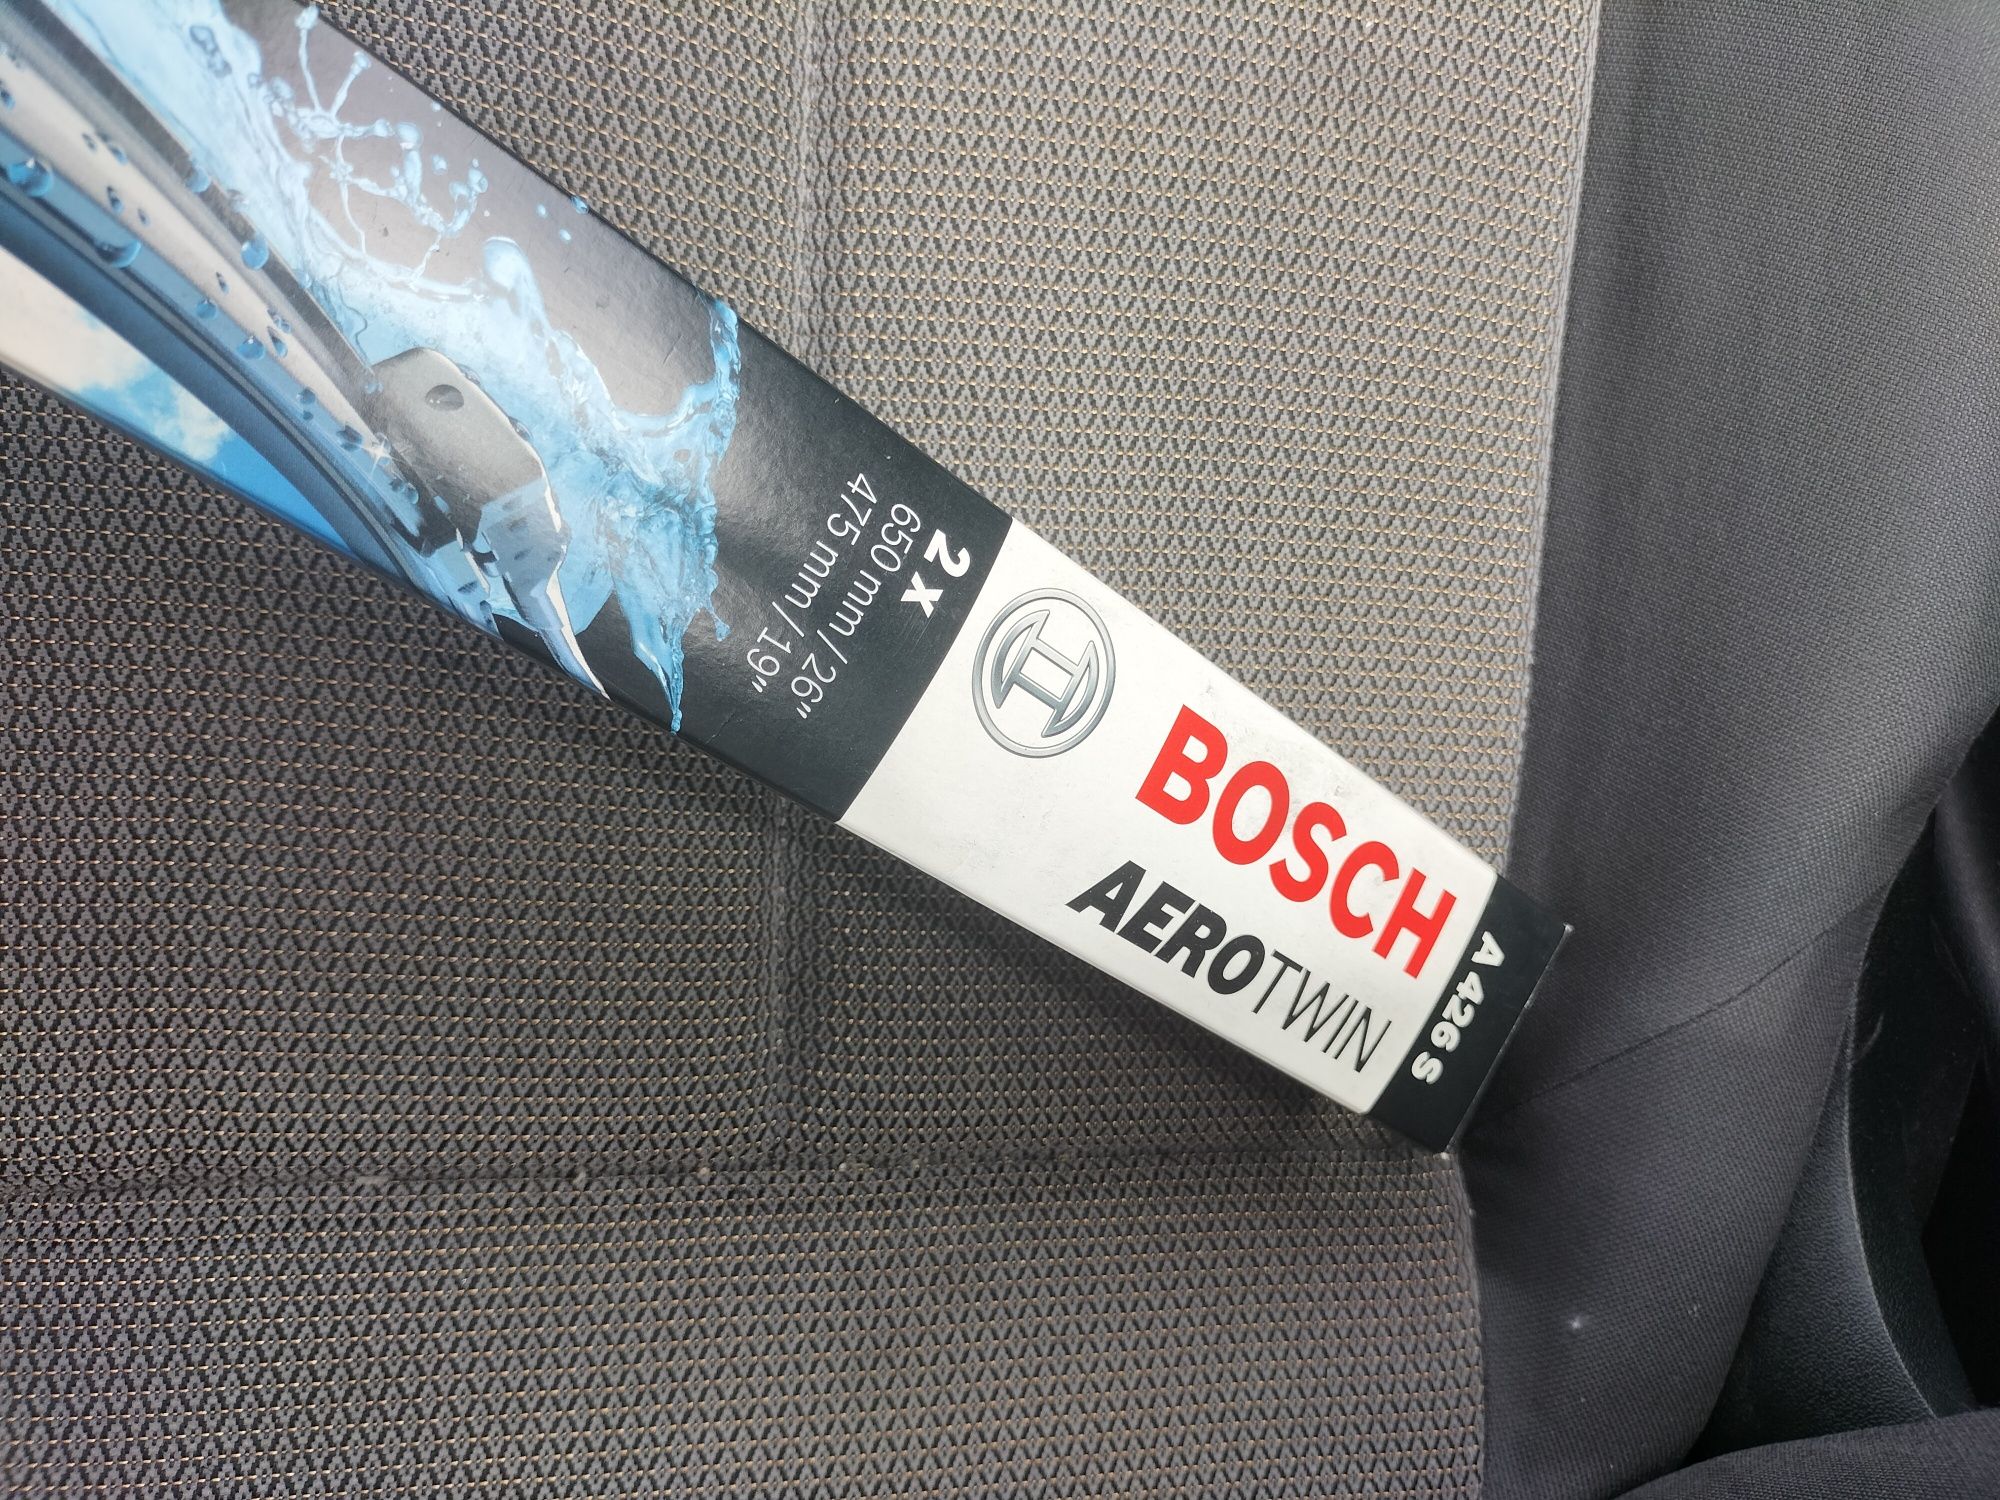 2 x
650 mm/26"
475 mm/19"
BOSCH
AEROTWIN
A 426 S